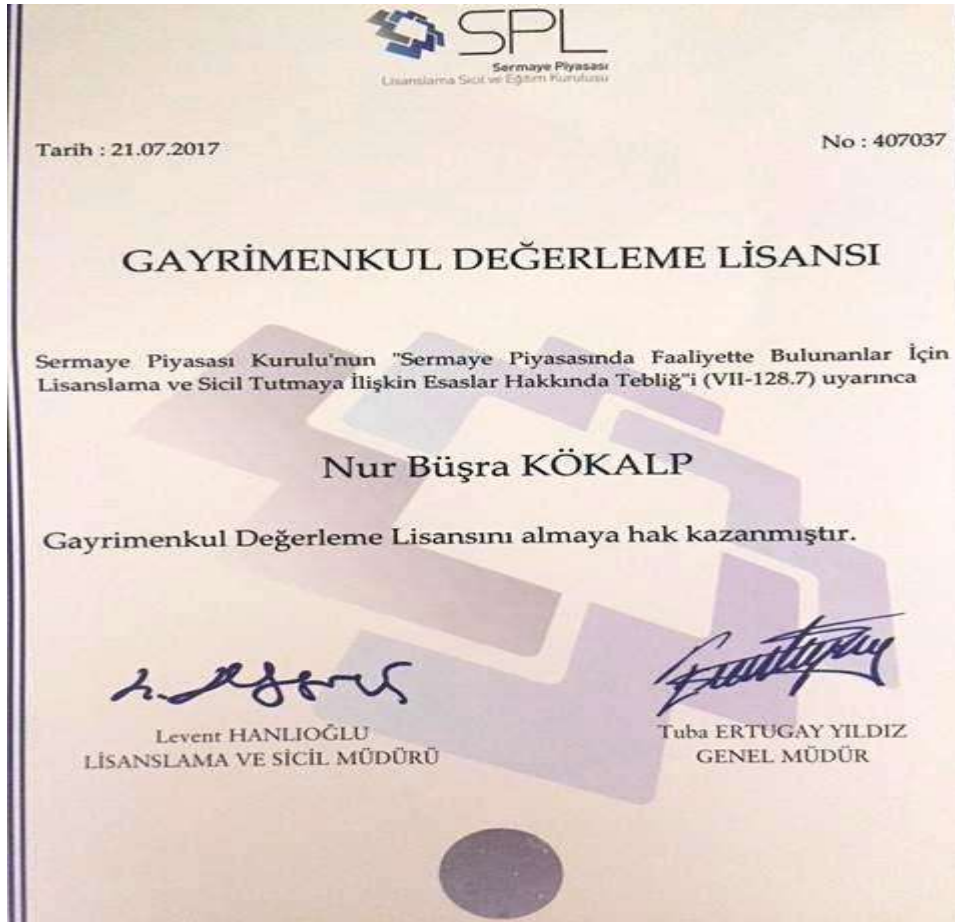 SPL
Sermaye Piyasası
Lisanslama Sicil ve Eğitim Kuruluşu
Tarih : 21.07.2017
No : 407037
GAYRİMENKUL DEĞERLEME LİSANSI
Sermaye Piyasası Kurulu'nun "Sermaye Piyasasında Faaliyette Bulunanlar İçin
Lisanslama ve Sicil Tutmaya İlişkin Esaslar Hakkında Tebliğ"i (VII-128.7) uyarınca
Nur Büşra KÖKALP
Gayrimenkul Değerleme Lisansını almaya hak kazanmıştır.
Levent HANLIOĞLU
LİSANSLAMA VE SİCİL MÜDÜRÜ
Tuba ERTUGAY YILDIZ
GENEL MÜDÜR